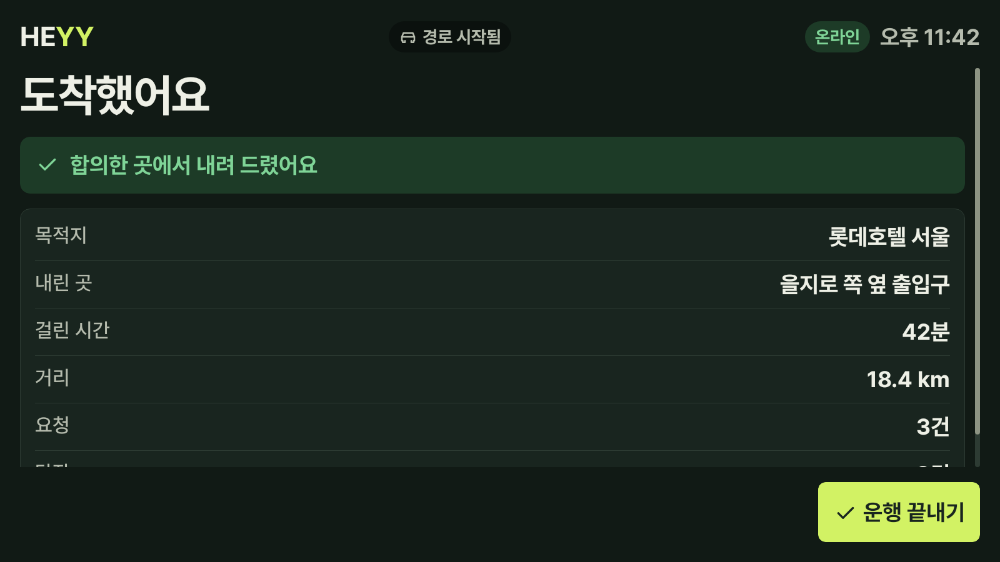 HEYY
경로 시작됨
온라인 오후 11:42
도착했어요
합의한 곳에서 내려 드렸어요
목적지 롯데호텔 서울
내린 곳 을지로 쪽 옆 출입구
걸린 시간 42분
거리 18.4 km
요청 3건
운행 끝내기